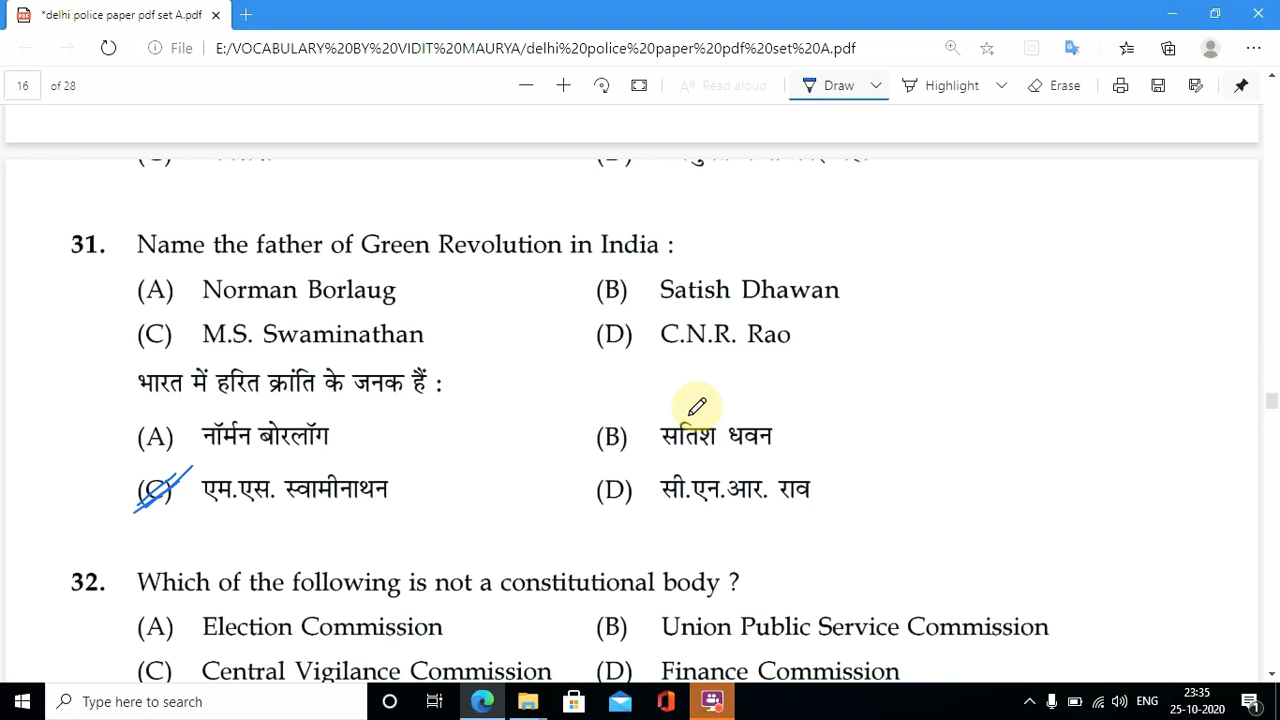 *delhi police paper pdf set A.pdf
File E:/VOCABULARY%20BY%20VIDIT%20MAURYA/delhi%20police%20paper%20pdf%20set%20A.pdf
16 of 28 Read aloud Draw Highlight Erase
31. Name the father of Green Revolution in India :
(A) Norman Borlaug (B) Satish Dhawan
(C) M.S. Swaminathan (D) C.N.R. Rao
भारत में हरित क्रांति के जनक हैं :
(A) नॉर्मन बोरलॉग (B) सतिश धवन
(C) एम.एस. स्वामीनाथन (D) सी.एन.आर. राव
32. Which of the following is not a constitutional body ?
(A) Election Commission (B) Union Public Service Commission
(C) Central Vigilance Commission (D) Finance Commission
Type here to search ENG 23:35
25-10-2020